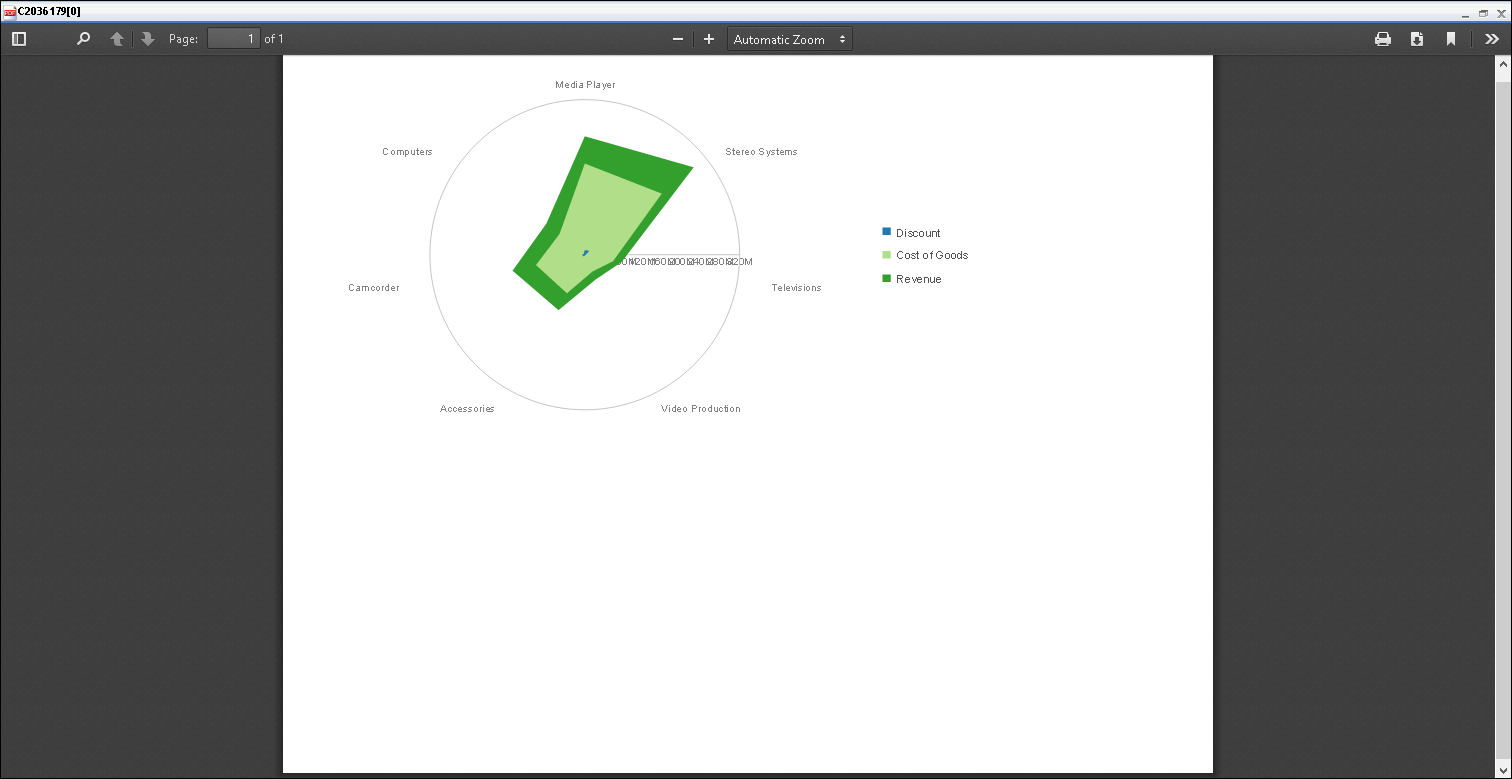 C2036179[0]
Page: 1 of 1
Automatic Zoom
Media Player
Computers
Stereo Systems
Discount
Cost of Goods
Revenue
320M
Camcorder
Televisions
Accessories
Video Production